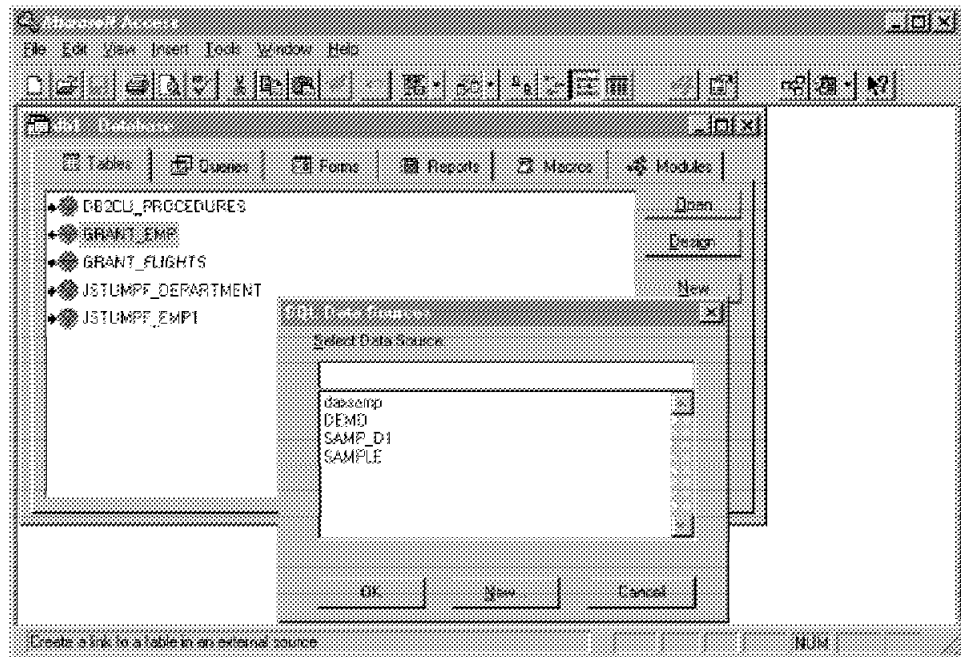 Microsoft Access
File Edit View Insert Tools Window Help
db1 : Database
Tables Queries Forms Reports Macros Modules
DB2CU_PROCEDURES
GRANT_EMP
GRANT_FLIGHTS
JSTUMPF_DEPARTMENT
JSTUMPF_EMP1
Open
Design
New
SQL Data Sources
Select Data Source
daxsamp
DEMO
SAMP_D1
SAMPLE
OK New Cancel
Create a link to a table in an external source
NUM